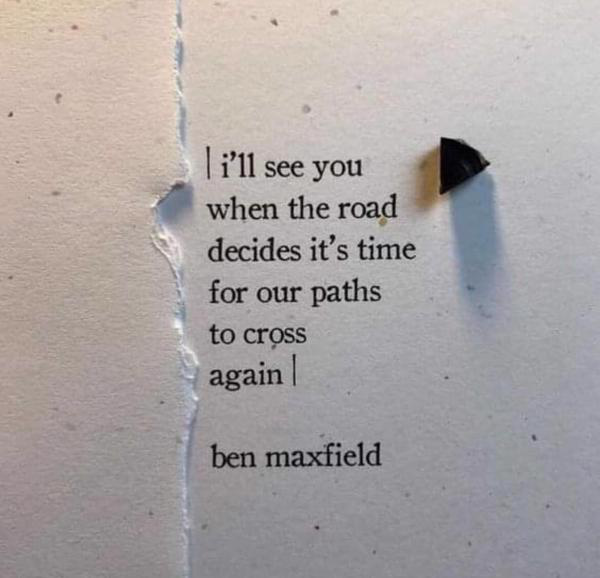 | i'll see you
when the road
decides it's time
for our paths
to cross
again |
ben maxfield